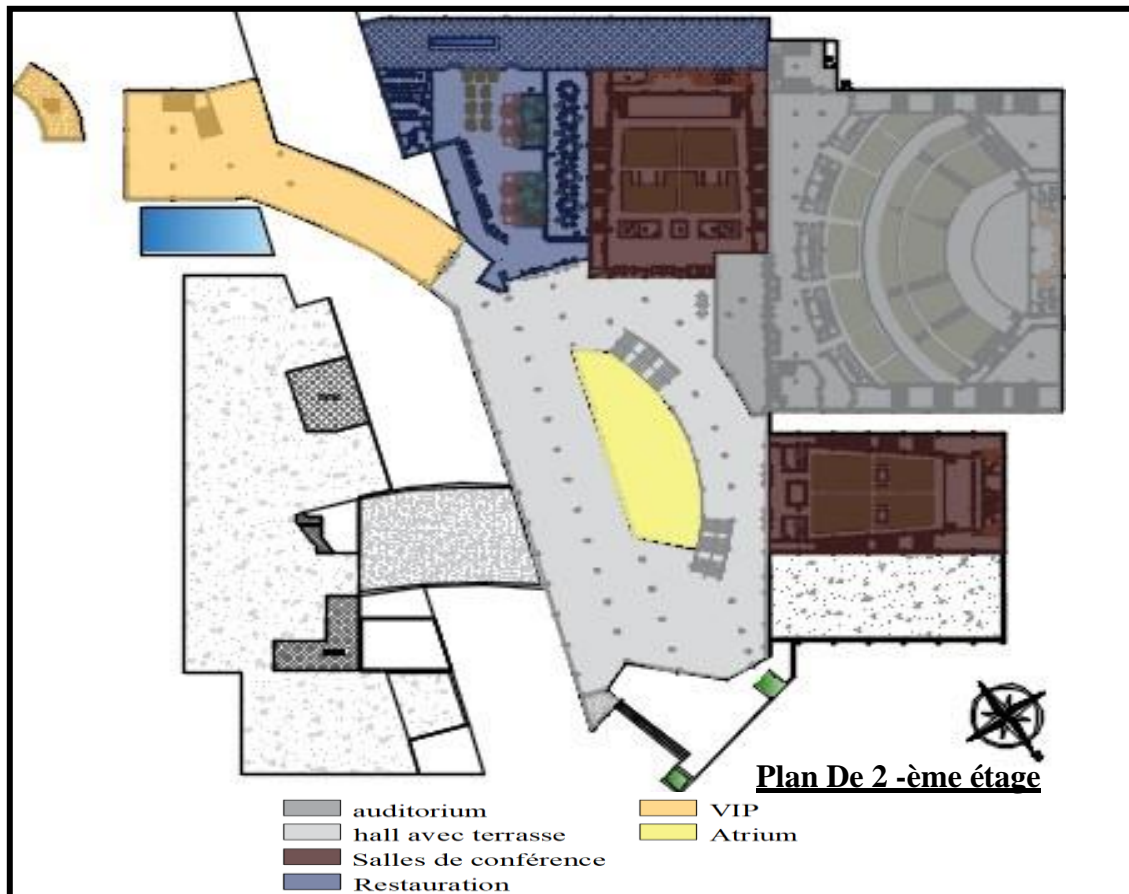 Plan De 2 -ème étage
auditorium
hall avec terrasse
Salles de conférence
Restauration
VIP
Atrium